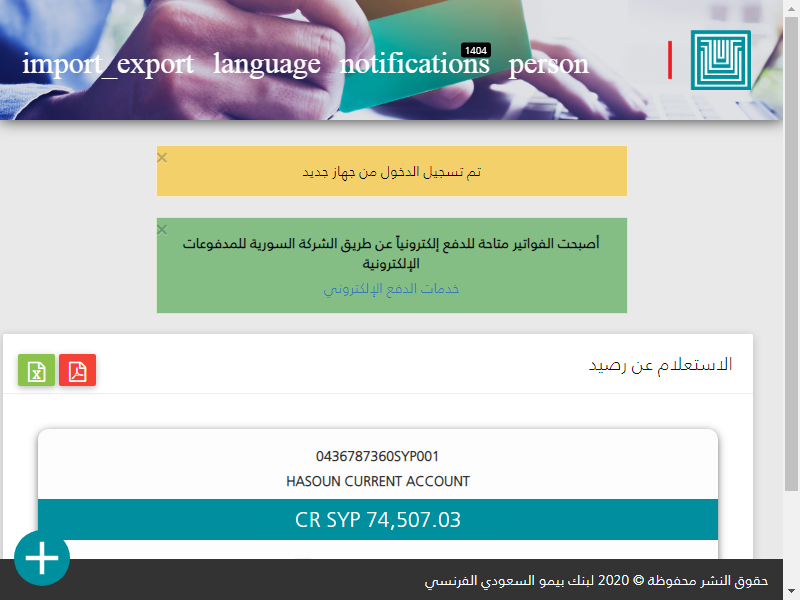 import_export language notifications person
1404
تم تسجيل الدخول من جهاز جديد
أصبحت الفواتير متاحة للدفع إلكترونياً عن طريق الشركة السورية للمدفوعات
الإلكترونية
خدمات الدفع الإلكتروني
الاستعلام عن رصيد
0436787360SYP001
HASOUN CURRENT ACCOUNT
CR SYP 74,507.03
حقوق النشر محفوظة © 2020 لبنك بيمو السعودي الفرنسي